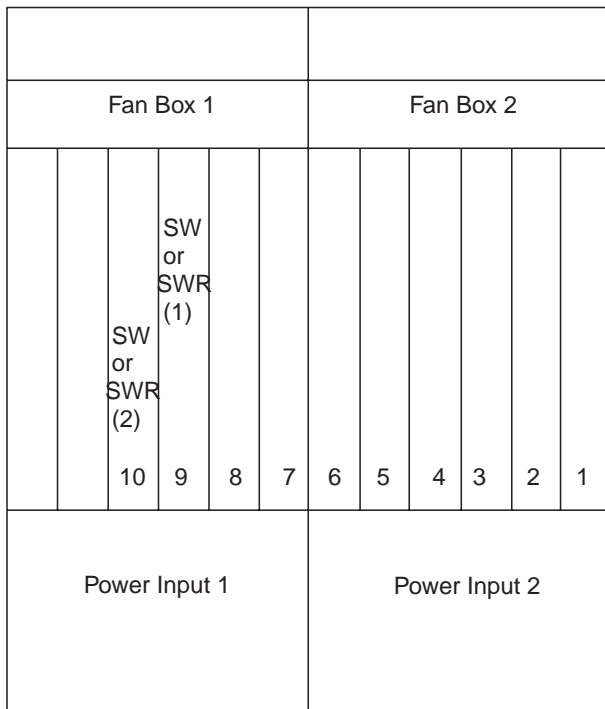 Fan Box 1
Fan Box 2
SW
or
SWR
(1)
SW
or
SWR
(2)
10 9 8 7 6 5 4 3 2 1
Power Input 1
Power Input 2